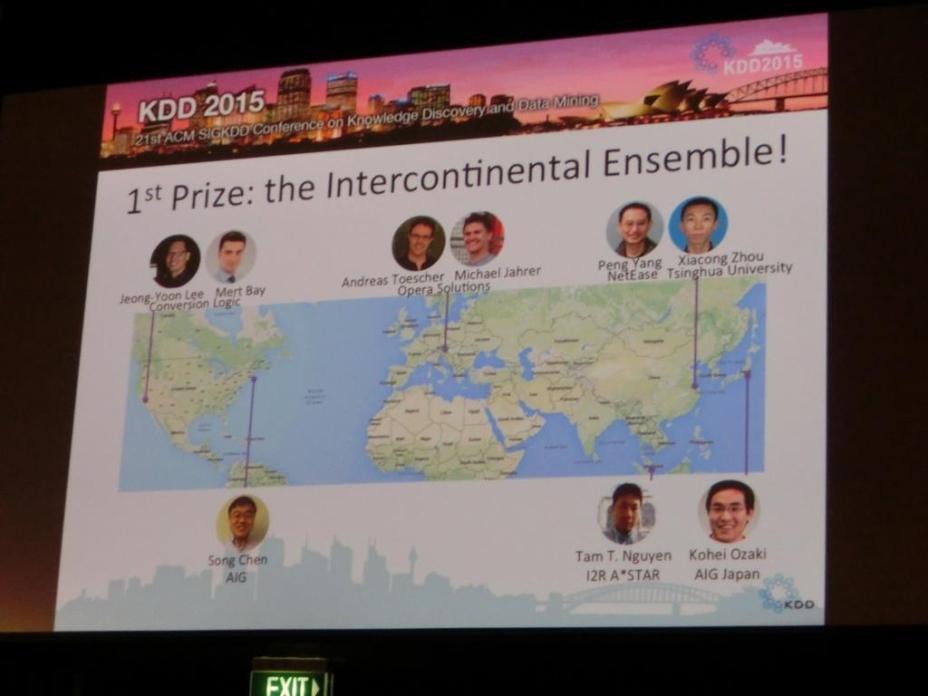 KDD2015
KDD 2015
21st ACM SIGKDD Conference on Knowledge Discovery and Data Mining
1st Prize: the Intercontinental Ensemble!
Jeong-Yoon Lee Mert Bay
Conversion Logic
Andreas Toescher Michael Jahrer
Opera Solutions
Peng Yang
NetEase
Xiacong Zhou
Tsinghua University
Song Chen
AIG
Tam T. Nguyen
I2R A*STAR
Kohei Ozaki
AIG Japan
KDD
EXIT